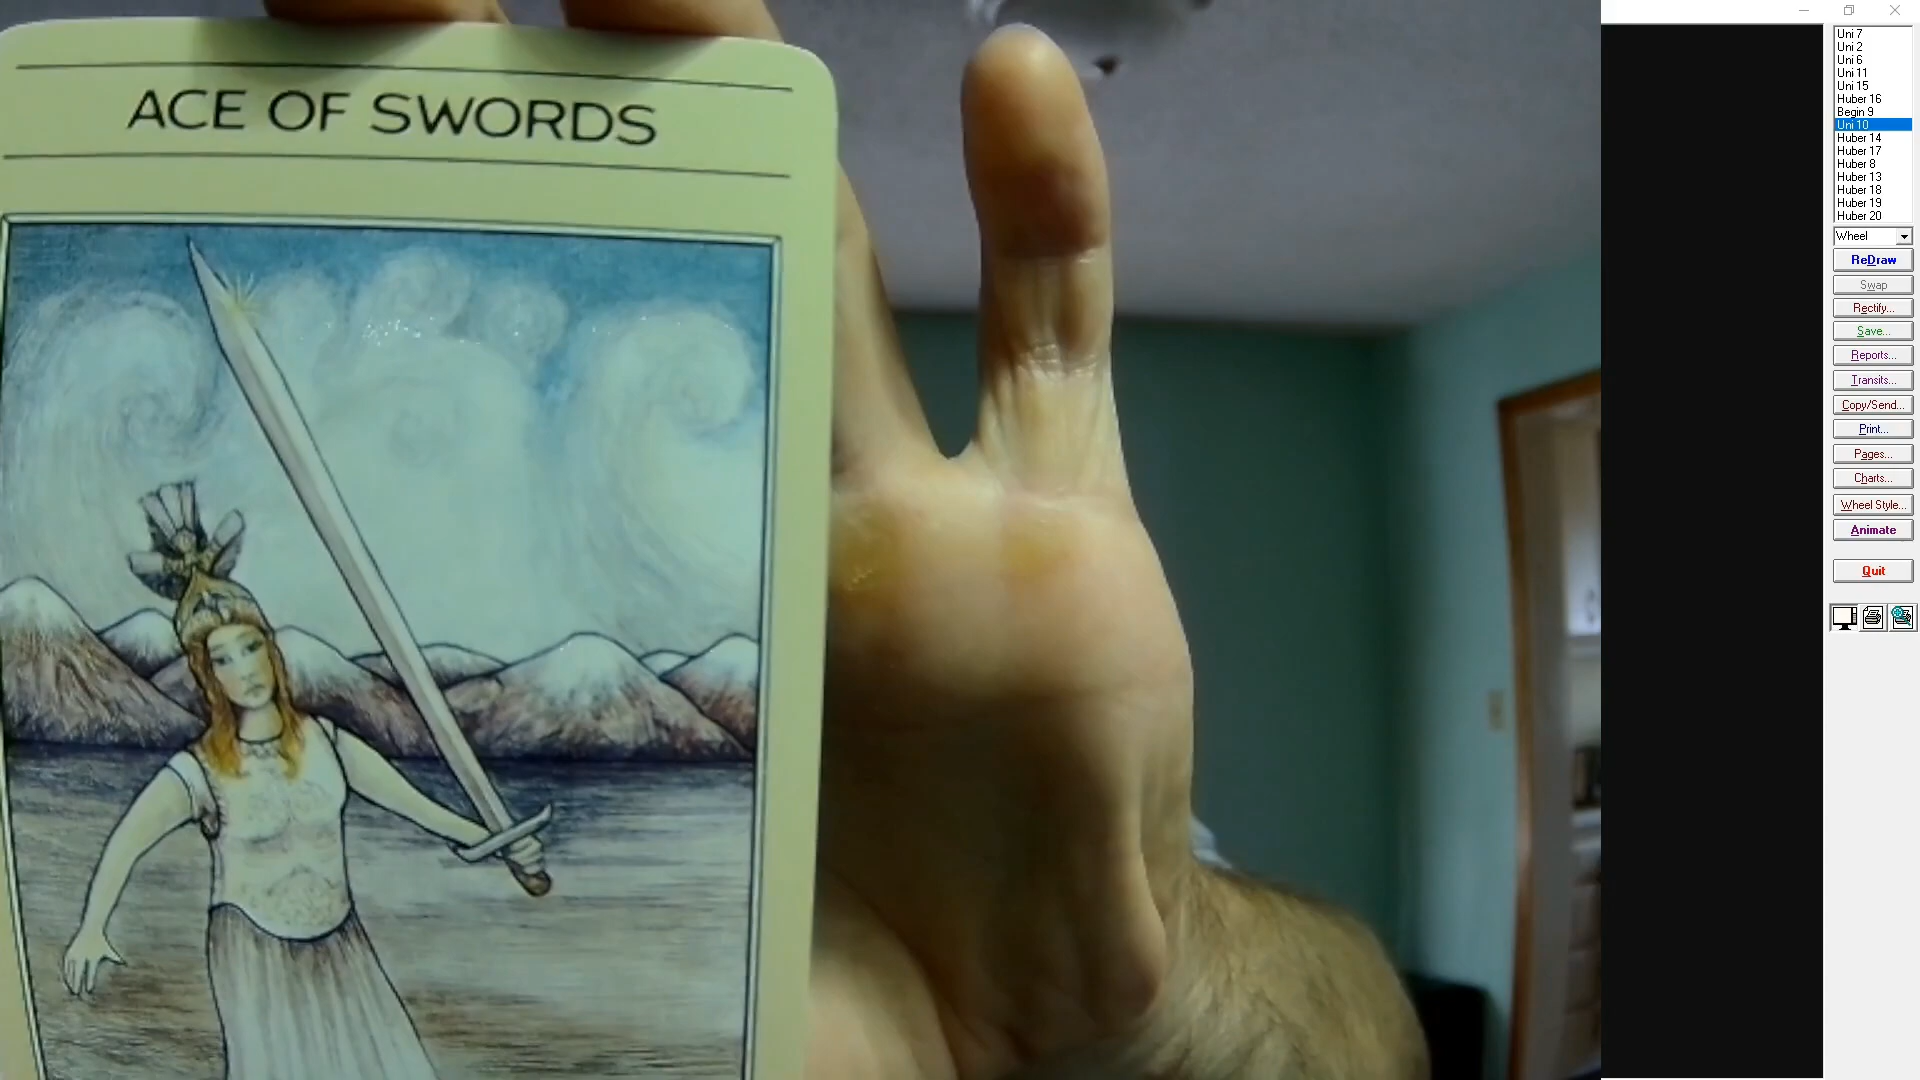 ACE OF SWORDS
Uni 7
Uni 2
Uni 6
Uni 11
Uni 15
Huber 16
Begin 9
Uni 10
Huber 14
Huber 17
Huber 8
Huber 13
Huber 18
Huber 19
Huber 20
Wheel
ReDraw
Swap
Rectify...
Save...
Reports...
Transits...
Copy/Send...
Print...
Pages...
Charts...
Wheel Style...
Animate
Quit